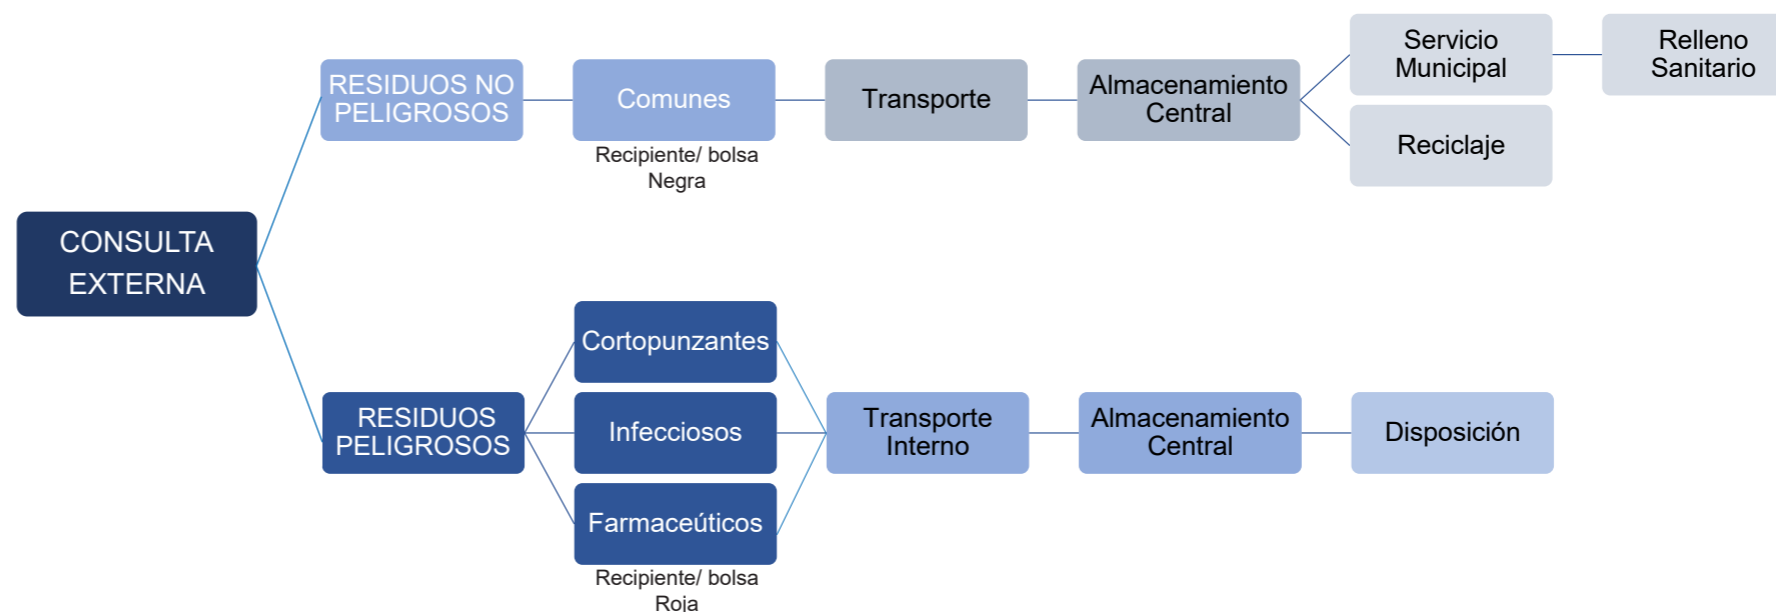 CONSULTA
EXTERNA
RESIDUOS NO
PELIGROSOS
Comunes
Recipiente/ bolsa
Negra
Transporte
Almacenamiento
Central
Servicio
Municipal
Relleno
Sanitario
Reciclaje
RESIDUOS
PELIGROSOS
Cortopunzantes
Infecciosos
Farmaceúticos
Recipiente/ bolsa
Roja
Transporte
Interno
Almacenamiento
Central
Disposición